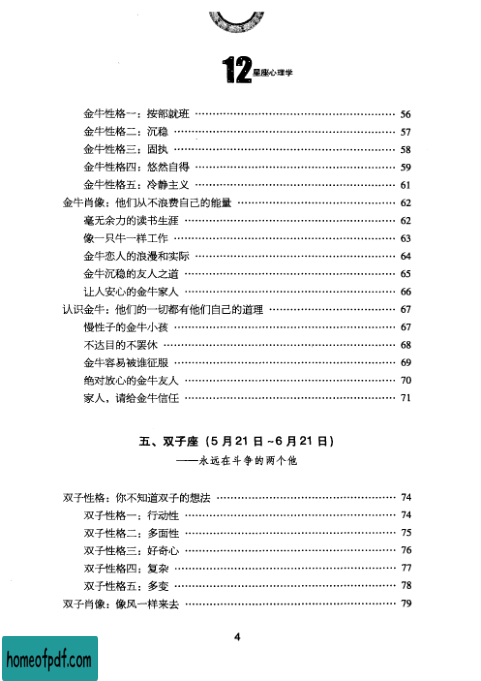 12星座心理学
金牛性格一：按部就班 …… 56
金牛性格二：沉稳 …… 57
金牛性格三：固执 …… 58
金牛性格四：悠然自得 …… 59
金牛性格五：冷静主义 …… 61
金牛肖像：他们从不浪费自己的能量 …… 62
毫无余力的读书生涯 …… 62
像一只牛一样工作 …… 63
金牛恋人的浪漫和实际 …… 64
金牛沉稳的友人之道 …… 65
让人安心的金牛家人 …… 66
认识金牛：他们的一切都有他们自己的道理 …… 67
慢性子的金牛小孩 …… 67
不达目的不罢休 …… 68
金牛容易被谁征服 …… 69
绝对放心的金牛友人 …… 70
家人，请给金牛信任 …… 71
五、双子座（5月21日~6月21日）
——永远在斗争的两个他
双子性格：你不知道双子的想法 …… 74
双子性格一：行动性 …… 74
双子性格二：多面性 …… 75
双子性格三：好奇心 …… 76
双子性格四：复杂 …… 77
双子性格五：多变 …… 78
双子肖像：像风一样来去 …… 79
4
homeofpdf.com